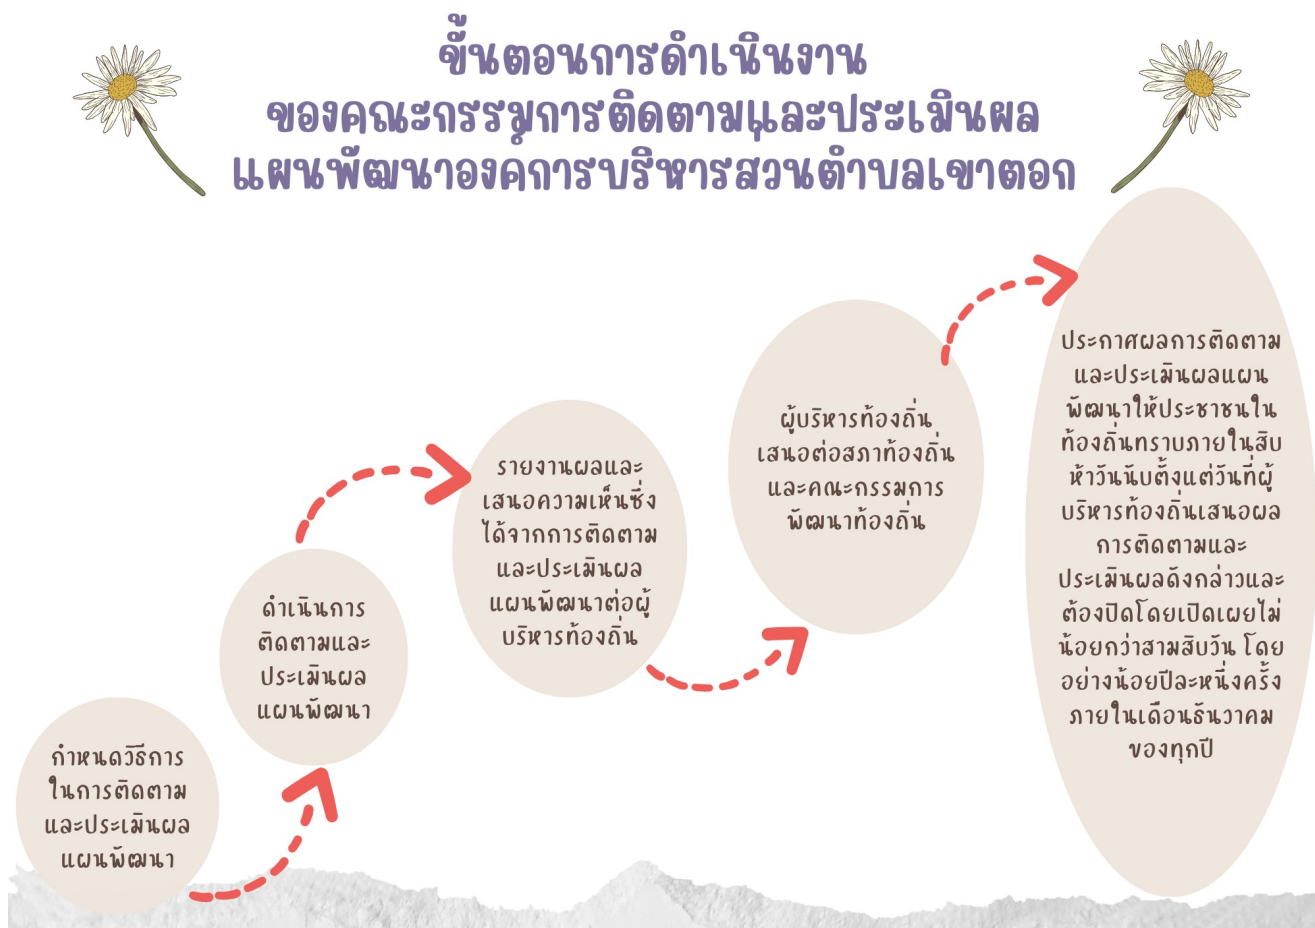 ขั้นตอนการดำเนินงาน
ของคณะกรรมการติดตามและประเมินผล
แผนพัฒนาองค์การบริหารส่วนตำบลเขาตอก
กำหนดวิธีการ
ในการติดตาม
และประเมินผล
แผนพัฒนา
ดำเนินการ
ติดตามและ
ประเมินผล
แผนพัฒนา
รายงานผลและ
เสนอความเห็นซึ่ง
ได้จากการติดตาม
และประเมินผล
แผนพัฒนาต่อผู้
บริหารท้องถิ่น
ผู้บริหารท้องถิ่น
เสนอต่อสภาท้องถิ่น
และคณะกรรมการ
พัฒนาท้องถิ่น
ประกาศผลการติดตาม
และประเมินผลแผน
พัฒนาให้ประชาชนใน
ท้องถิ่นทราบภายในสิบ
ห้าวันนับตั้งแต่วันที่ผู้
บริหารท้องถิ่นเสนอผล
การติดตามและ
ประเมินผลดังกล่าวและ
ต้องปิดโดยเปิดเผยไม่
น้อยกว่าสามสิบวัน โดย
อย่างน้อยปีละหนึ่งครั้ง
ภายในเดือนธันวาคม
ของทุกปี